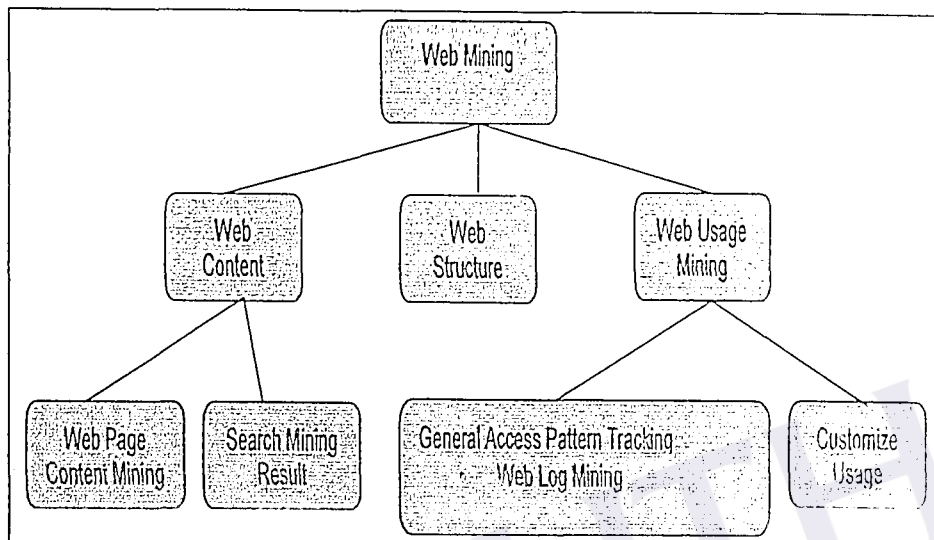 Web Mining
Web
Content
Web
Structure
Web Usage
Mining
Web Page
Content Mining
Search Mining
Result
General Access Pattern Tracking
Web Log Mining
Customize
Usage